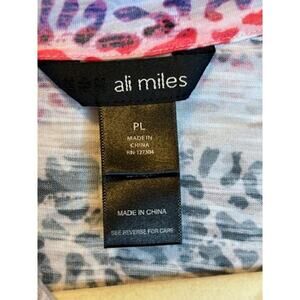 ali miles
PL
MADE IN
CHINA
RN 127304
MADE IN CHINA
SEE REVERSE FOR CARE